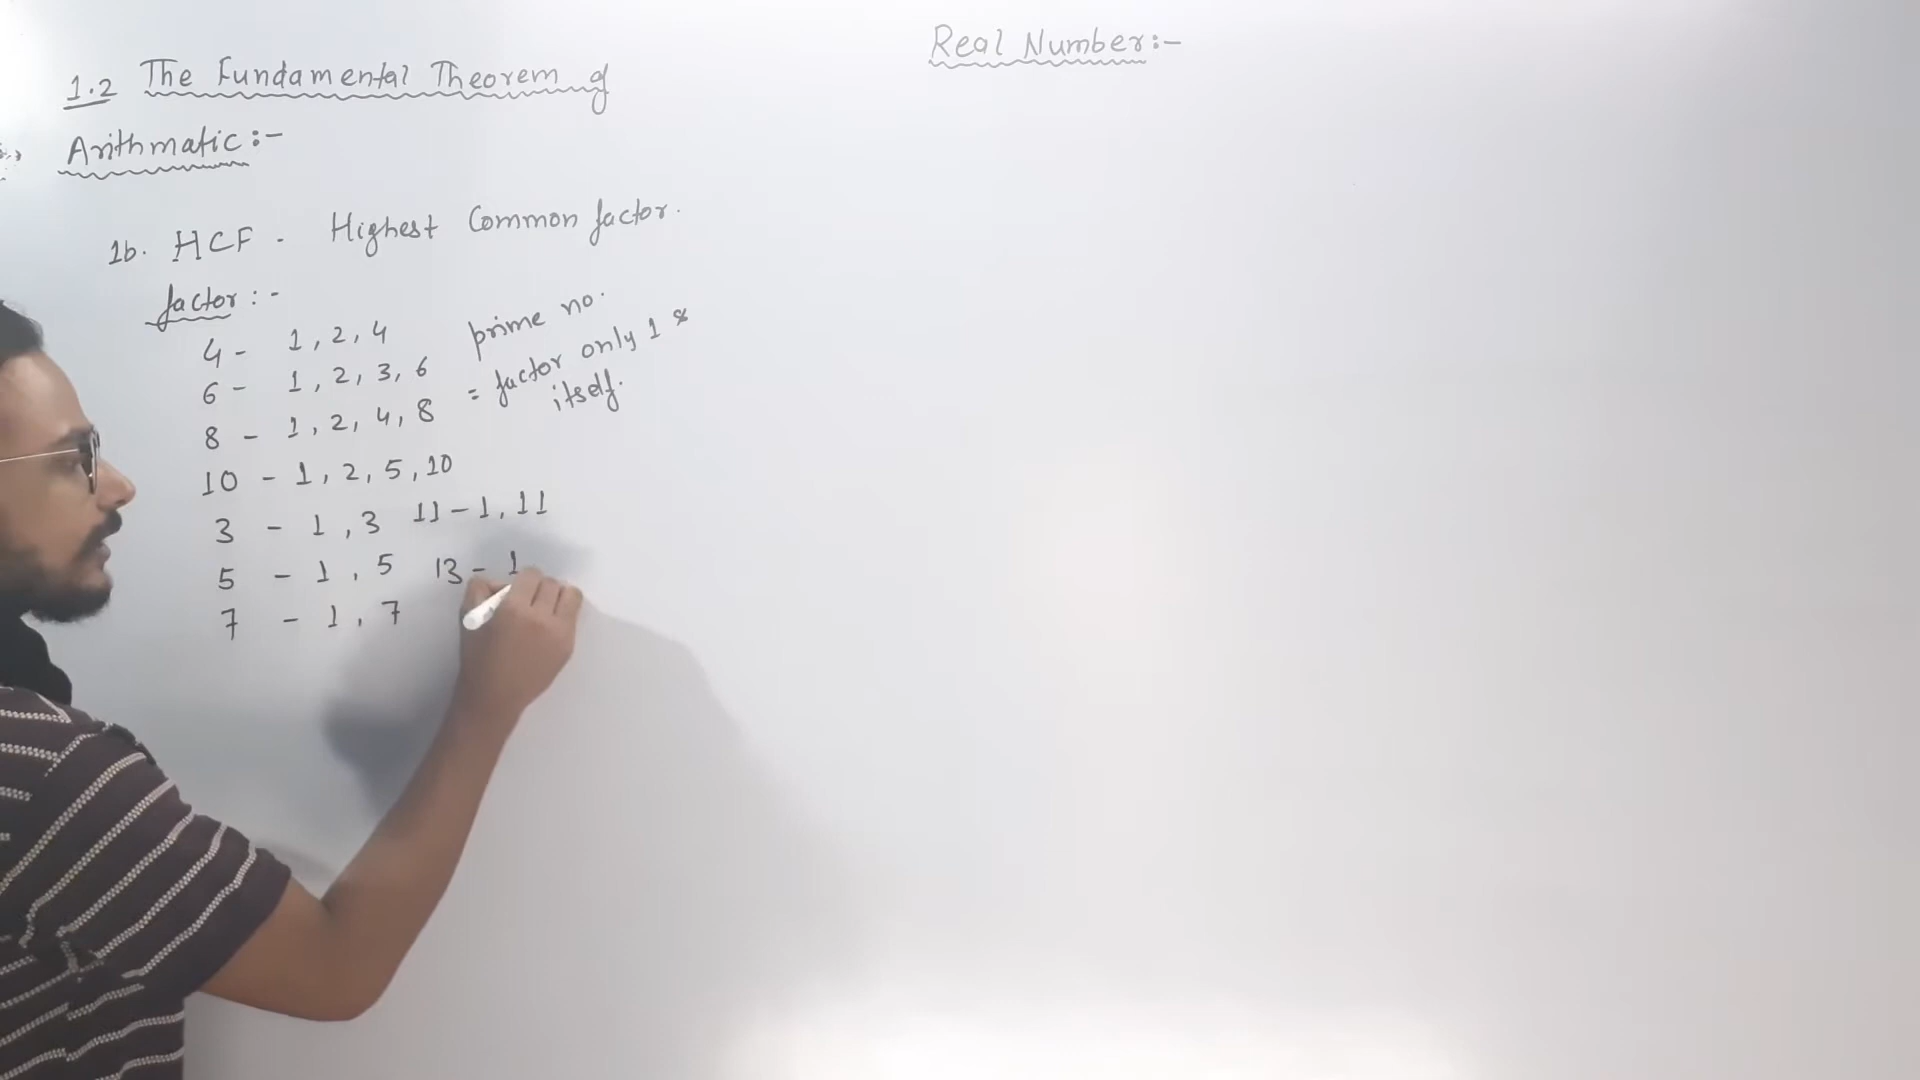 Real Number:-
1.2 The Fundamental Theorem of
Arithmatic:-
1b. HCF - Highest Common factor.
factor:-
4 - 1, 2, 4
6 - 1, 2, 3, 6
8 - 1, 2, 4, 8
10 - 1, 2, 5, 10
3 - 1, 3
5 - 1, 5
7 - 1, 7
prime no.
= factor only 1 &
itself.
11 - 1, 11
13 - 1